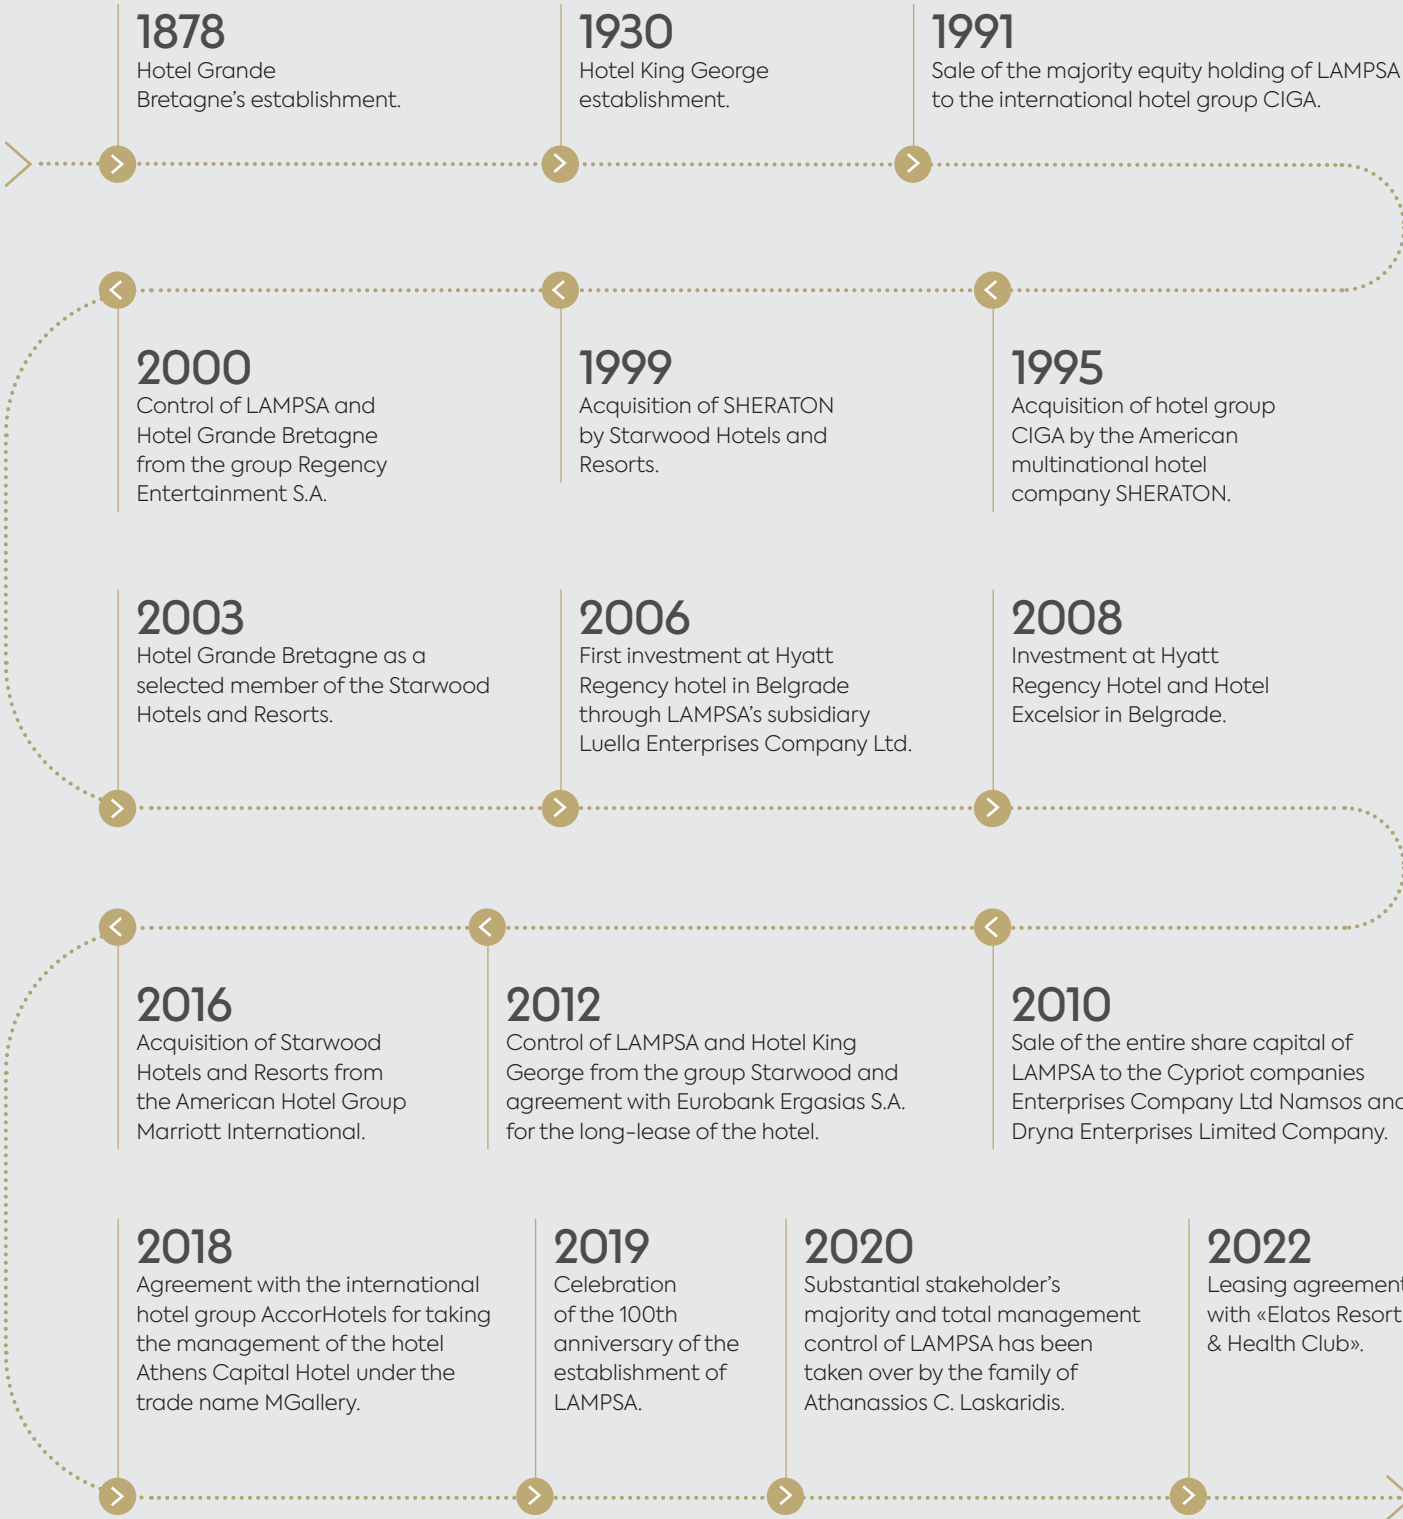 1878
Hotel Grande
Bretagne's establishment.
1930
Hotel King George
establishment.
1991
Sale of the majority equity holding of LAMPSA
to the international hotel group CIGA.
1995
Acquisition of hotel group
CIGA by the American
multinational hotel
company SHERATON.
1999
Acquisition of SHERATON
by Starwood Hotels and
Resorts.
2000
Control of LAMPSA and
Hotel Grande Bretagne
from the group Regency
Entertainment S.A.
2003
Hotel Grande Bretagne as a
selected member of the Starwood
Hotels and Resorts.
2006
First investment at Hyatt
Regency hotel in Belgrade
through LAMPSA's subsidiary
Luella Enterprises Company Ltd.
2008
Investment at Hyatt
Regency Hotel and Hotel
Excelsior in Belgrade.
2010
Sale of the entire share capital of
LAMPSA to the Cypriot companies
Enterprises Company Ltd Namsos and
Dryna Enterprises Limited Company.
2012
Control of LAMPSA and Hotel King
George from the group Starwood and
agreement with Eurobank Ergasias S.A.
for the long-lease of the hotel.
2016
Acquisition of Starwood
Hotels and Resorts from
the American Hotel Group
Marriott International.
2018
Agreement with the international
hotel group AccorHotels for taking
the management of the hotel
Athens Capital Hotel under the
trade name MGallery.
2019
Celebration
of the 100th
anniversary of the
establishment of
LAMPSA.
2020
Substantial stakeholder's
majority and total management
control of LAMPSA has been
taken over by the family of
Athanassios C. Laskaridis.
2022
Leasing agreement
with «Elatos Resort
& Health Club».